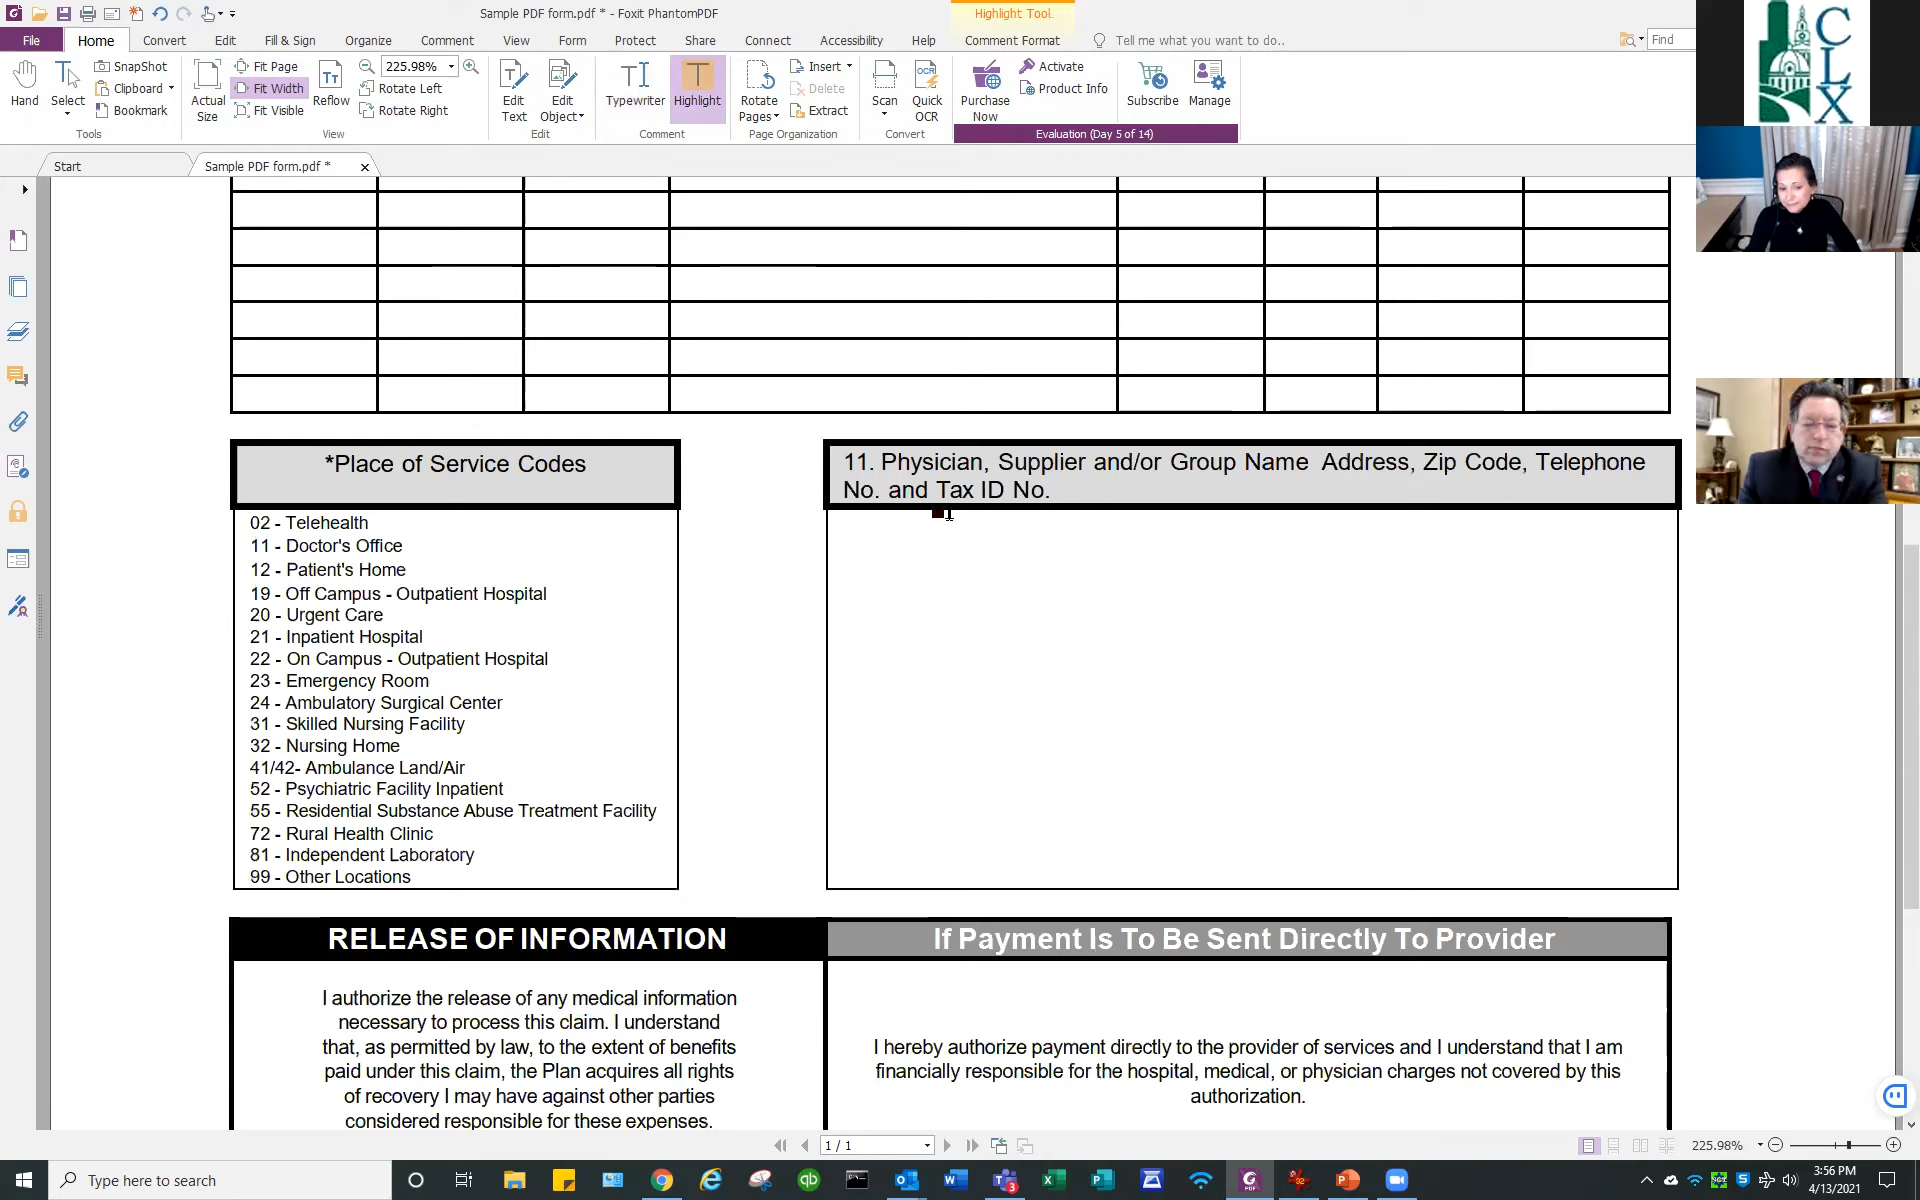 Sample PDF form.pdf * - Foxit PhantomPDF
Highlight Tool
File
Home
Convert
Edit
Fill & Sign
Organize
Comment
View
Form
Protect
Share
Connect
Accessibility
Help
Comment Format
Tell me what you want to do..
Find
Hand
Select
SnapShot
Clipboard
Bookmark
Tools
Actual Size
Fit Page
Fit Width
Fit Visible
Reflow
225.98%
Rotate Left
Rotate Right
View
Edit Text
Edit Object
Edit
Typewriter
Highlight
Comment
Rotate Pages
Insert
Delete
Extract
Page Organization
Scan
Quick OCR
Convert
Purchase Now
Activate
Product Info
Evaluation (Day 5 of 14)
Subscribe
Manage
CLX
Start
Sample PDF form.pdf *
*Place of Service Codes
02 - Telehealth
11 - Doctor's Office
12 - Patient's Home
19 - Off Campus - Outpatient Hospital
20 - Urgent Care
21 - Inpatient Hospital
22 - On Campus - Outpatient Hospital
23 - Emergency Room
24 - Ambulatory Surgical Center
31 - Skilled Nursing Facility
32 - Nursing Home
41/42- Ambulance Land/Air
52 - Psychiatric Facility Inpatient
55 - Residential Substance Abuse Treatment Facility
72 - Rural Health Clinic
81 - Independent Laboratory
99 - Other Locations
11. Physician, Supplier and/or Group Name Address, Zip Code, Telephone
No. and Tax ID No.
RELEASE OF INFORMATION
I authorize the release of any medical information
necessary to process this claim. I understand
that, as permitted by law, to the extent of benefits
paid under this claim, the Plan acquires all rights
of recovery I may have against other parties
considered responsible for these expenses.
If Payment Is To Be Sent Directly To Provider
I hereby authorize payment directly to the provider of services and I understand that I am
financially responsible for the hospital, medical, or physician charges not covered by this
authorization.
1 / 1
225.98%
Type here to search
3:56 PM
4/13/2021